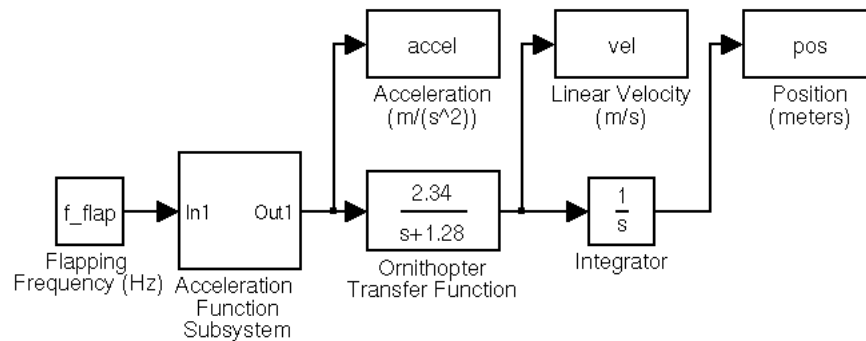 accel
Acceleration
(m/(s^2))
vel
Linear Velocity
(m/s)
pos
Position
(meters)
f_flap
Flapping
Frequency (Hz)
In1 Out1
Acceleration
Function
Subsystem
2.34
s+1.28
Ornithopter
Transfer Function
1
s
Integrator